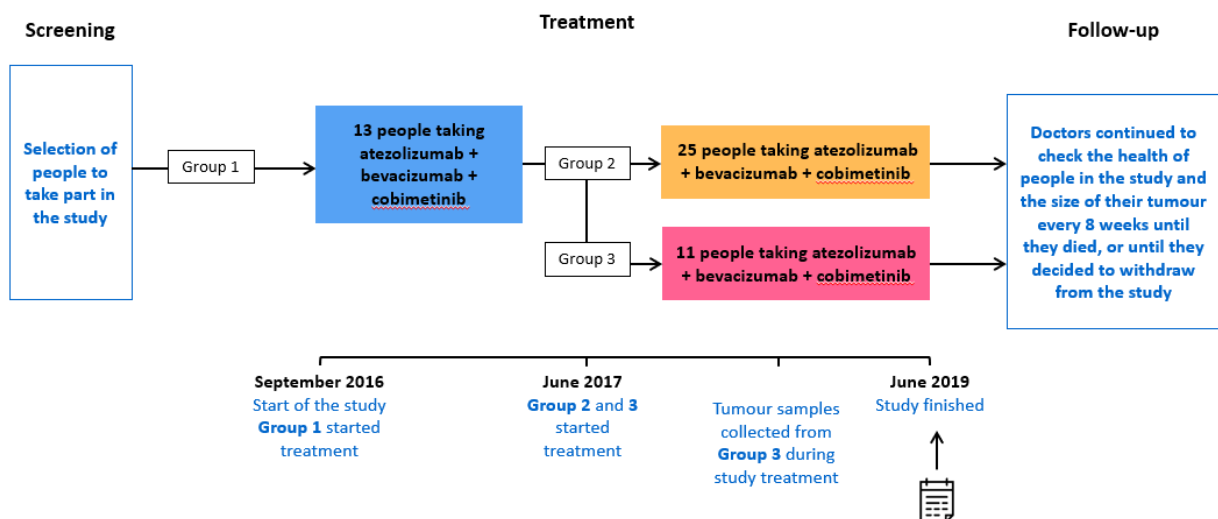 Screening
Treatment
Follow-up
Selection of
people to
take part in
the study
Group 1
13 people taking
atezolizumab +
bevacizumab +
cobimetinib
Group 2
25 people taking atezolizumab
+ bevacizumab + cobimetinib
Group 3
11 people taking atezolizumab
+ bevacizumab + cobimetinib
Doctors continued to
check the health of
people in the study and
the size of their tumour
every 8 weeks until
they died, or until they
decided to withdraw
from the study
September 2016
Start of the study
Group 1 started
treatment
June 2017
Group 2 and 3
started
treatment
Tumour samples
collected from
Group 3 during
study treatment
June 2019
Study finished